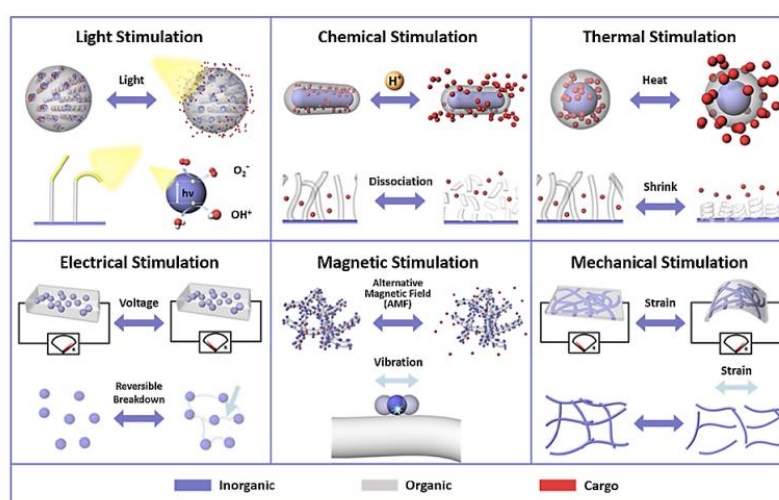 Light Stimulation
Light
hv
O₂⁻
OH⁺
Chemical Stimulation
H⁺
Dissociation
Thermal Stimulation
Heat
Shrink
Electrical Stimulation
Voltage
Reversible
Breakdown
Magnetic Stimulation
Alternative
Magnetic Field
(AMF)
Vibration
Mechanical Stimulation
Strain
Strain
Inorganic
Organic
Cargo